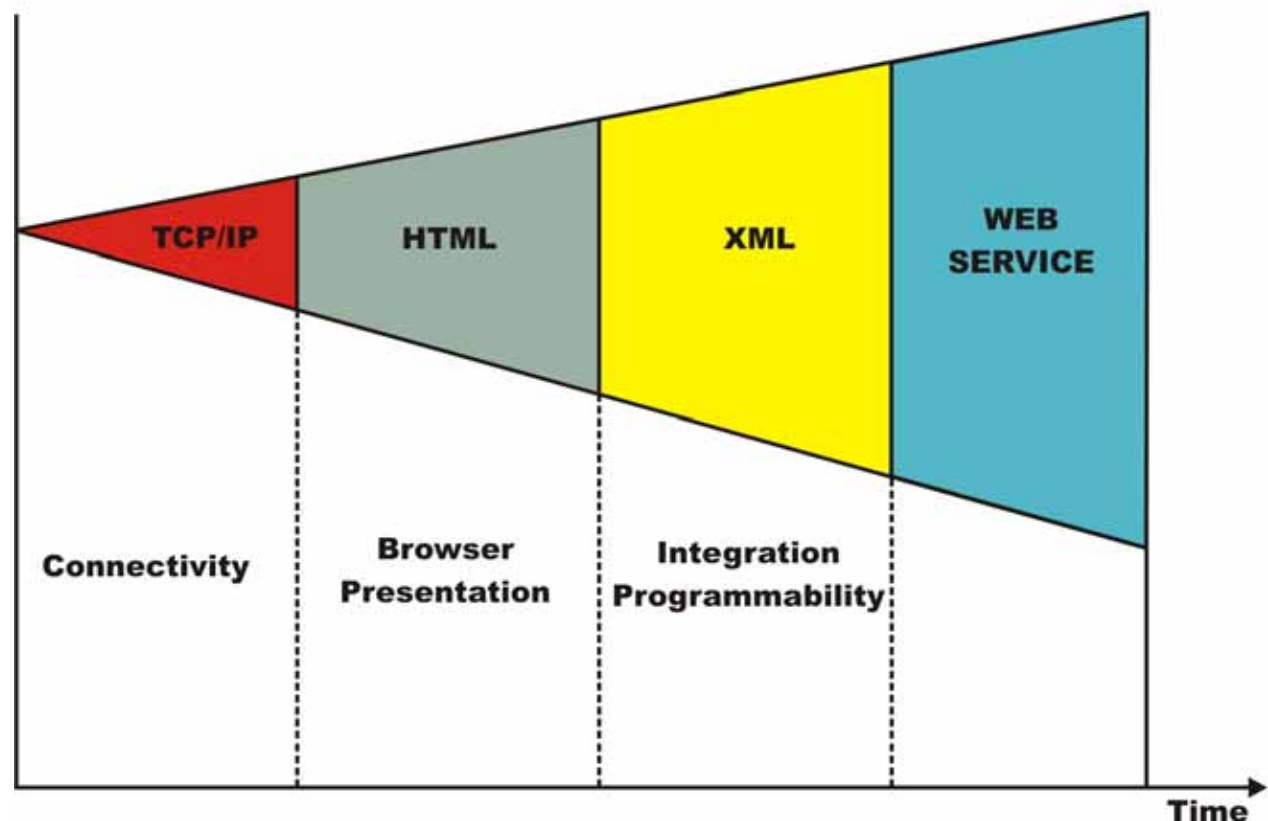 TCP/IP
HTML
XML
WEB
SERVICE
Connectivity
Browser
Presentation
Integration
Programmability
Time